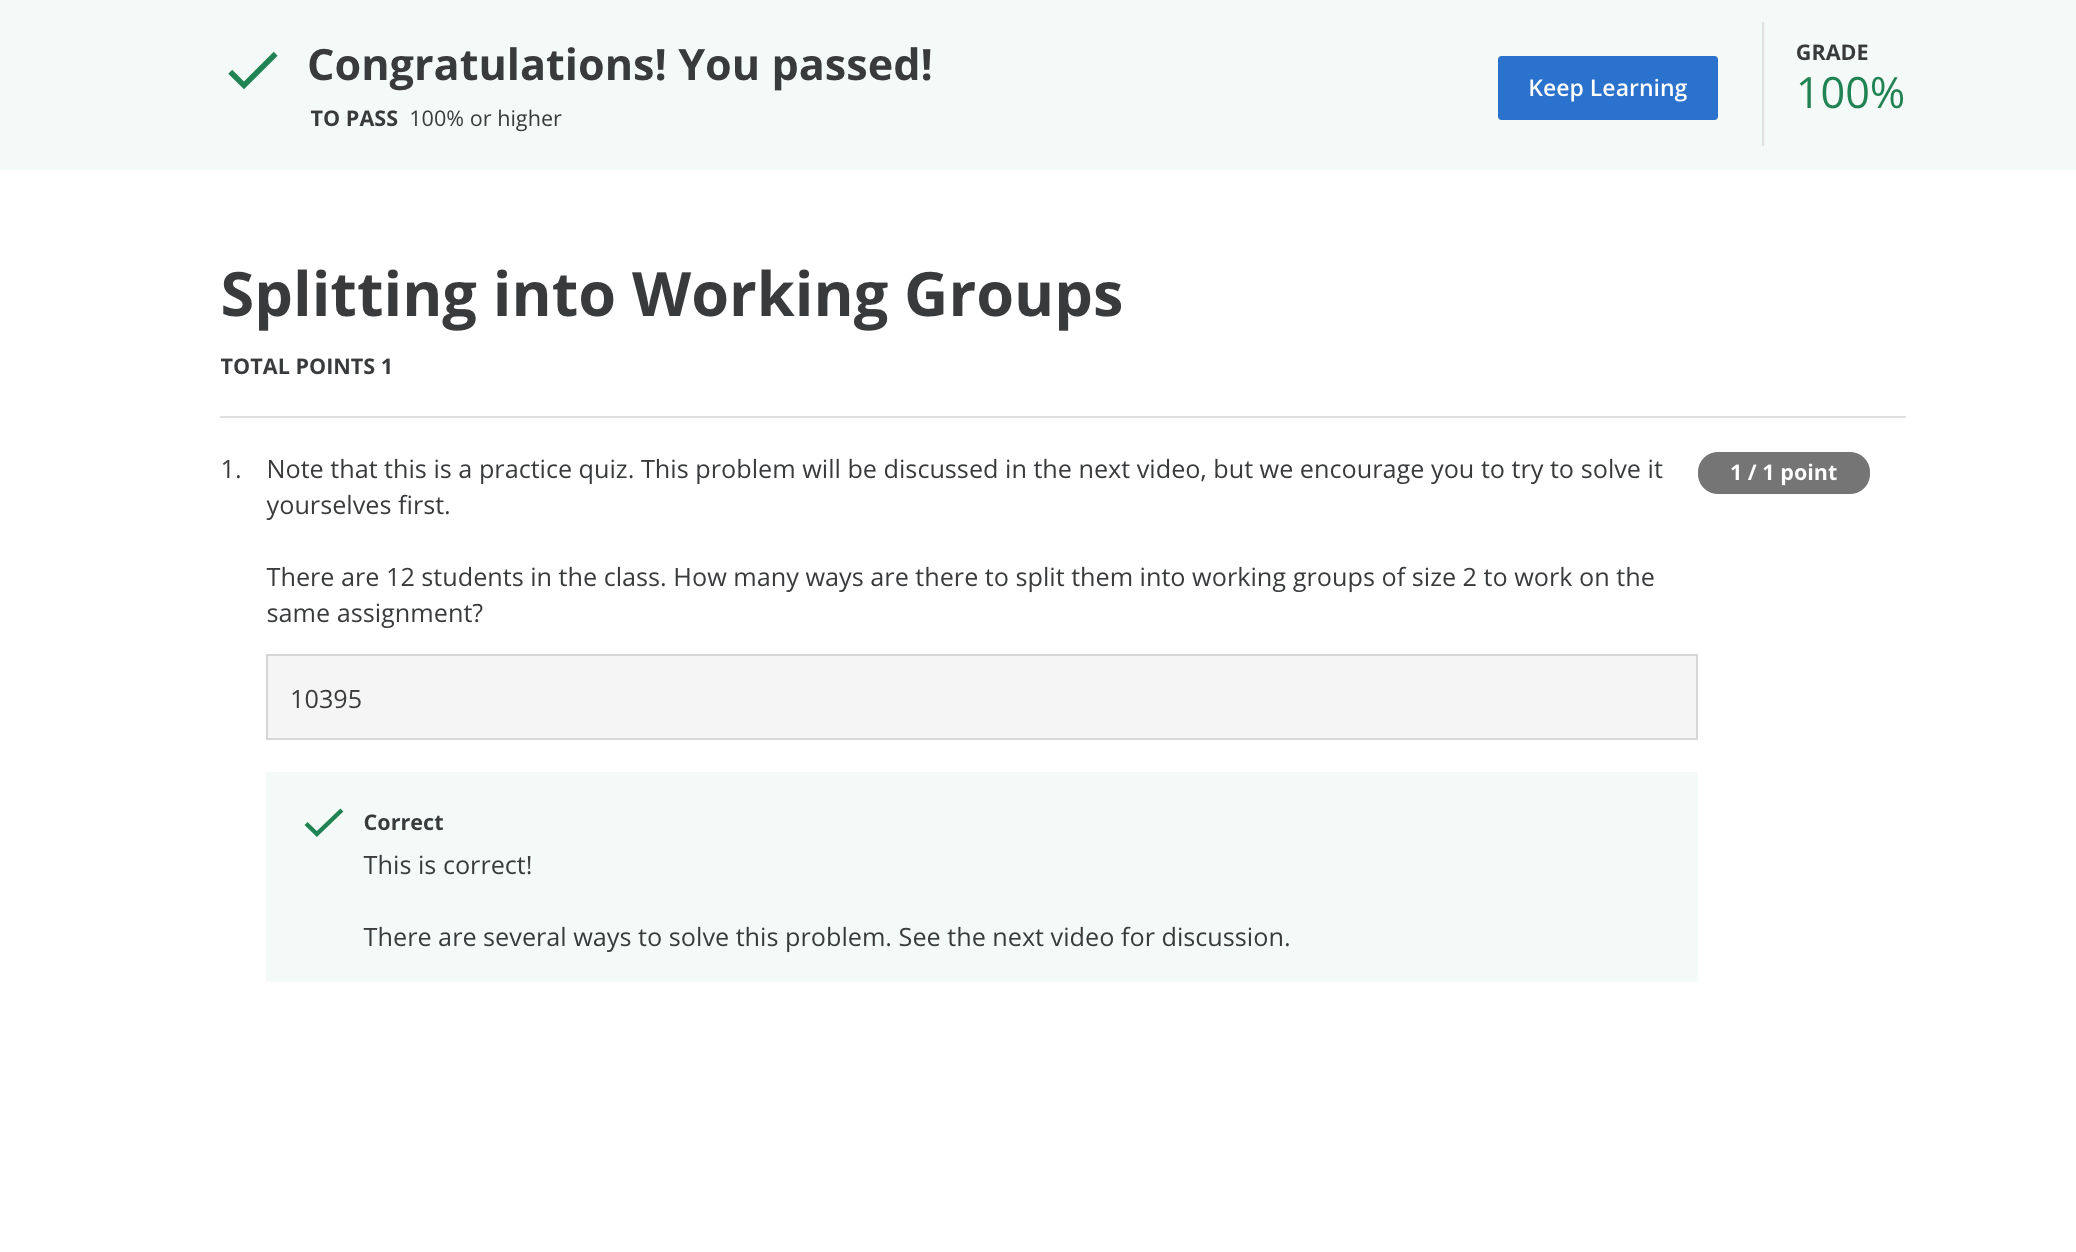 Congratulations! You passed!
TO PASS 100% or higher
Keep Learning
GRADE
100%
Splitting into Working Groups
TOTAL POINTS 1
1. Note that this is a practice quiz. This problem will be discussed in the next video, but we encourage you to try to solve it
yourselves first.
1 / 1 point
There are 12 students in the class. How many ways are there to split them into working groups of size 2 to work on the
same assignment?
10395
Correct
This is correct!
There are several ways to solve this problem. See the next video for discussion.